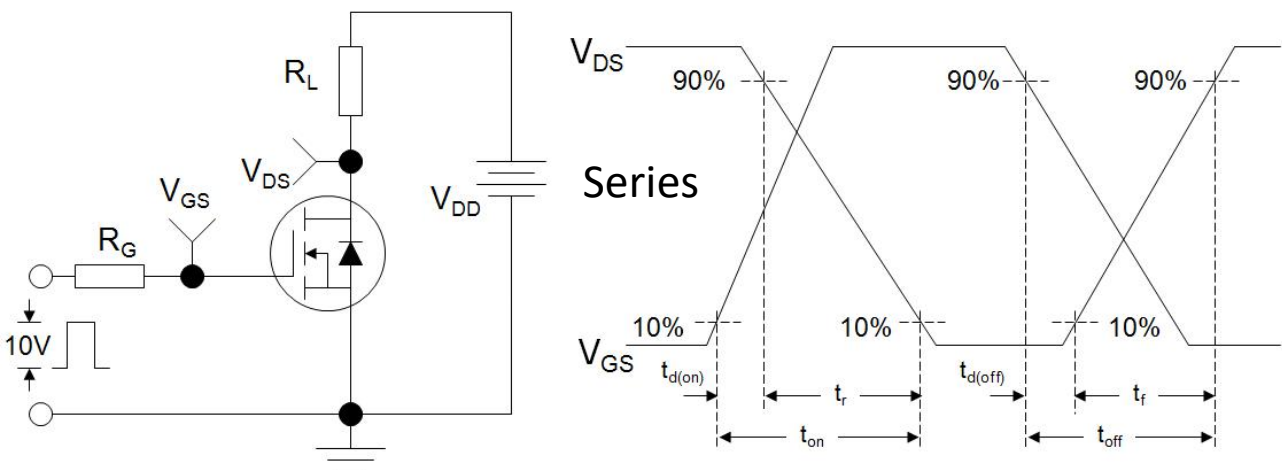 R_L
V_DS
V_GS
R_G
V_DD
10V
Series
V_DS
90%
90%
90%
10%
10%
10%
V_GS
t_d(on)
t_r
t_d(off)
t_f
t_on
t_off